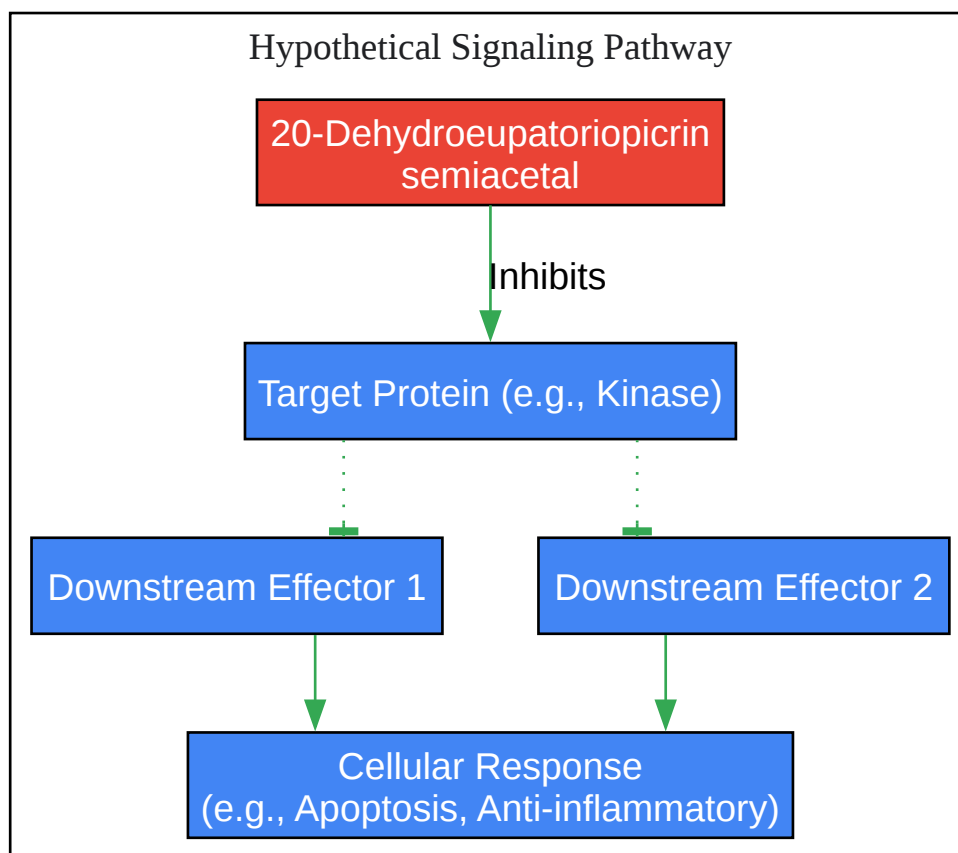 Hypothetical Signaling Pathway
20-Dehydroeupatoriopicrin
semiacetal
Inhibits
Target Protein (e.g., Kinase)
Downstream Effector 1
Downstream Effector 2
Cellular Response
(e.g., Apoptosis, Anti-inflammatory)